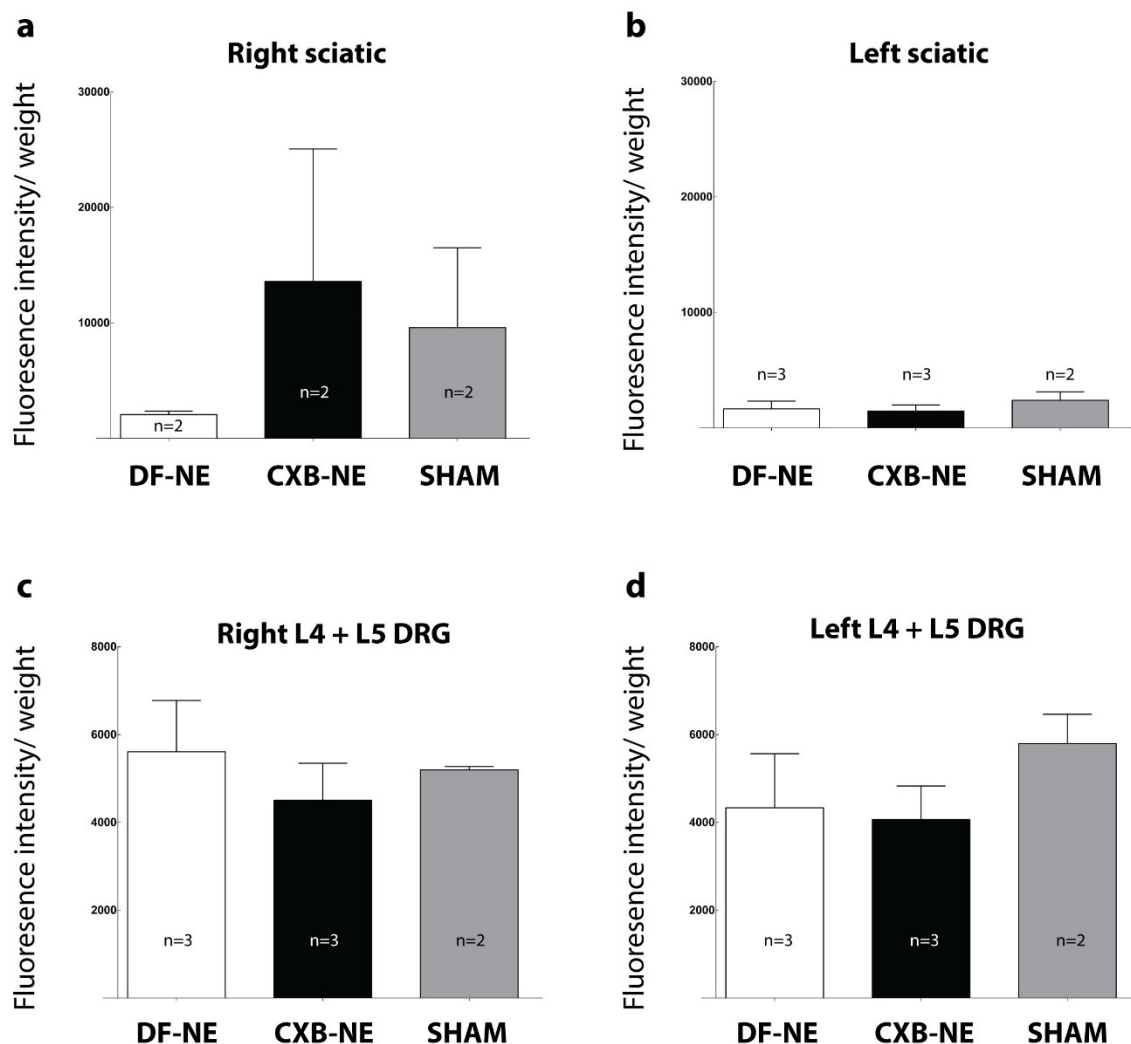 a
Right sciatic
Fluoresence intensity/ weight
30000
20000
10000
n=2
n=2
n=2
DF-NE CXB-NE SHAM
b
Left sciatic
Fluoresence intensity/ weight
30000
20000
10000
n=3
n=3
n=2
DF-NE CXB-NE SHAM
c
Right L4 + L5 DRG
Fluoresence intensity/ weight
8000
6000
4000
2000
n=3
n=3
n=2
DF-NE CXB-NE SHAM
d
Left L4 + L5 DRG
Fluoresence intensity/ weight
8000
6000
4000
2000
n=3
n=3
n=2
DF-NE CXB-NE SHAM